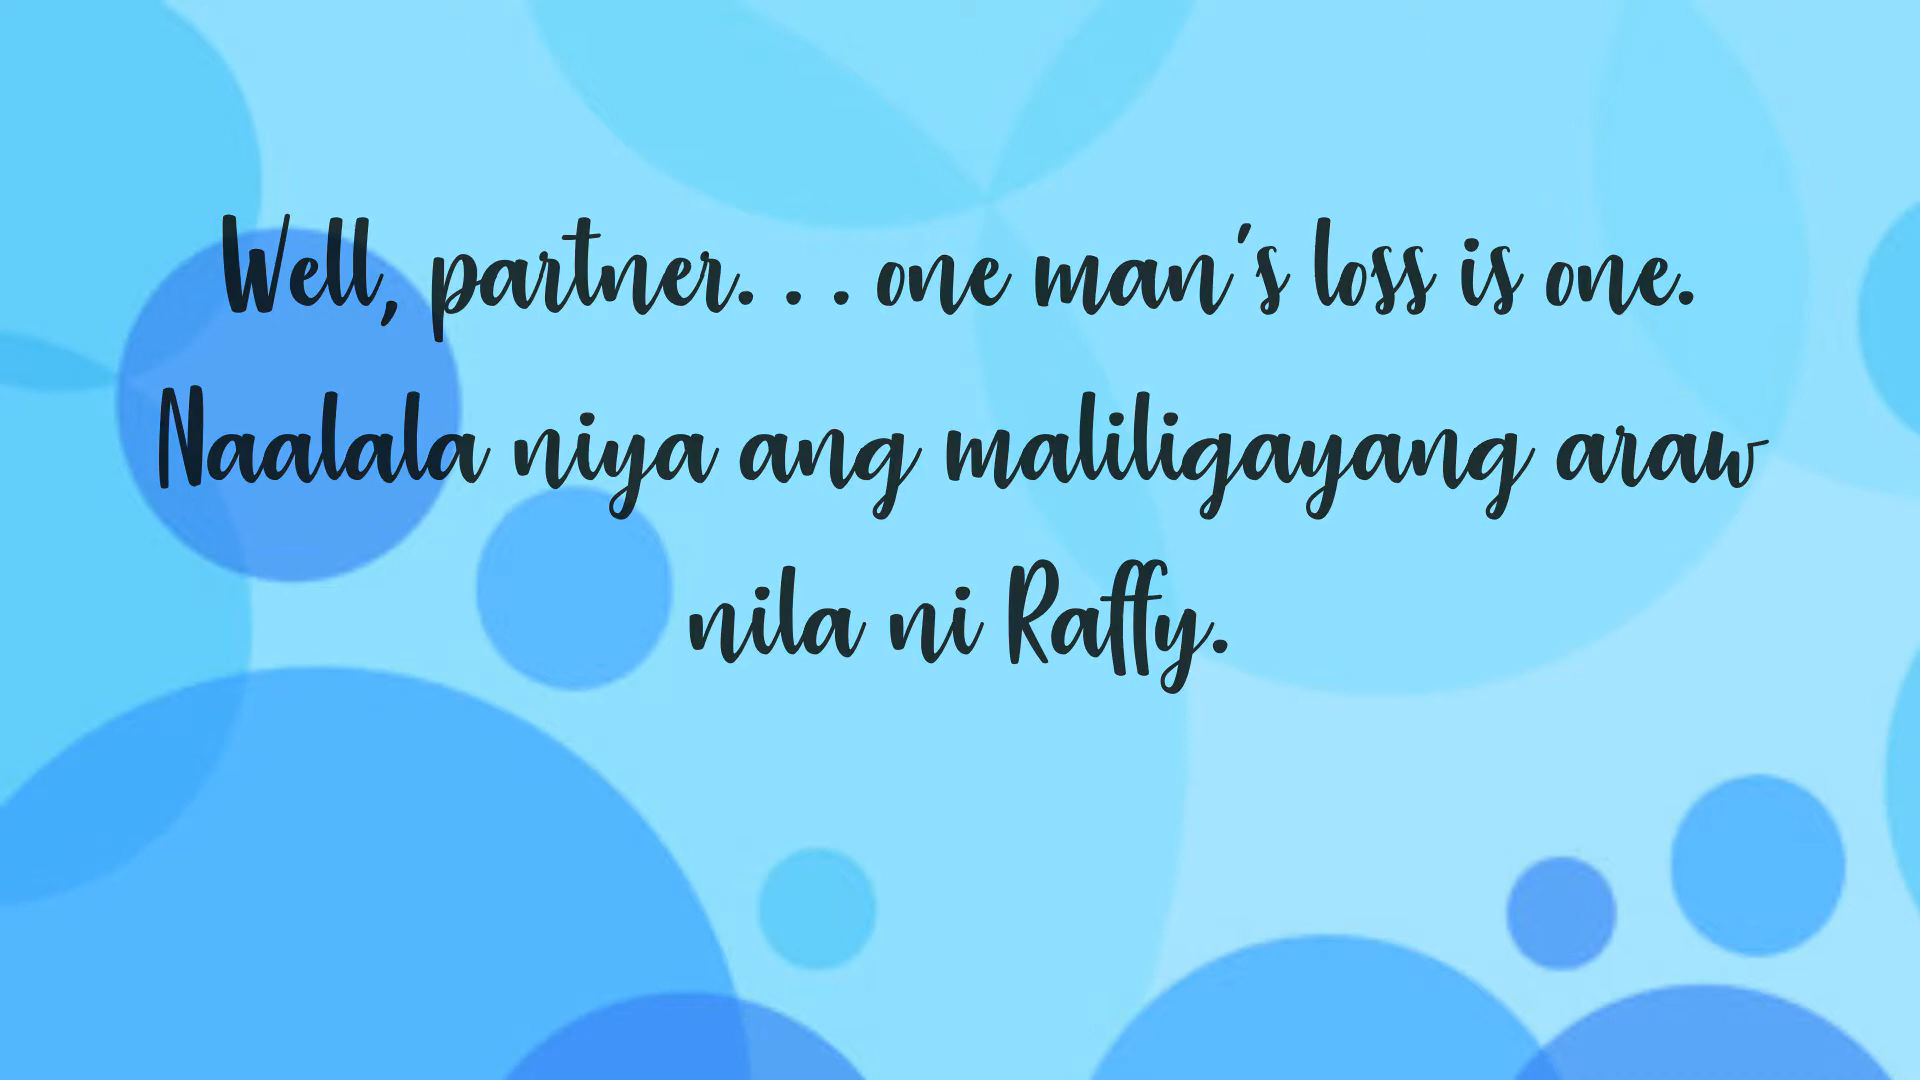 Well, partner. . . one man's loss is one.
Naalala niya ang maliligayang araw
nila ni Raffy.